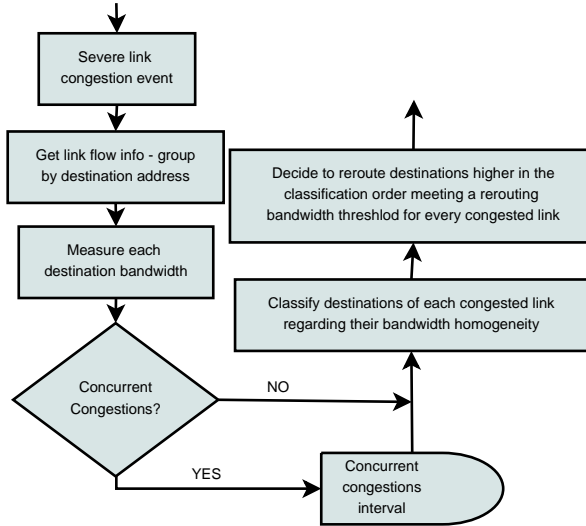 Severe link
congestion event
Get link flow info - group
by destination address
Measure each
destination bandwidth
Concurrent
Congestions?
NO
YES
Concurrent
congestions
interval
Classify destinations of each congested link
regarding their bandwidth homogeneity
Decide to reroute destinations higher in the
classification order meeting a rerouting
bandwidth threshlod for every congested link